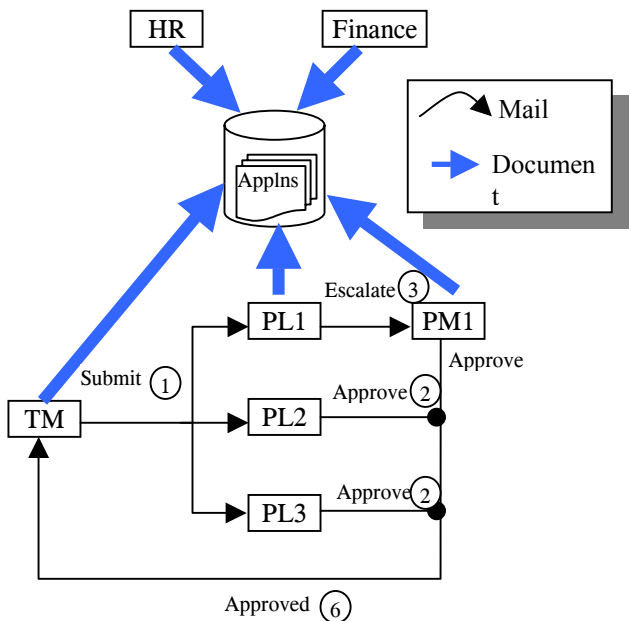 HR
Finance
Mail
Documen
t
Applns
Escalate 3
PL1
PM1
Submit 1
Approve
Approve 2
TM
PL2
Approve 2
PL3
Approved 6